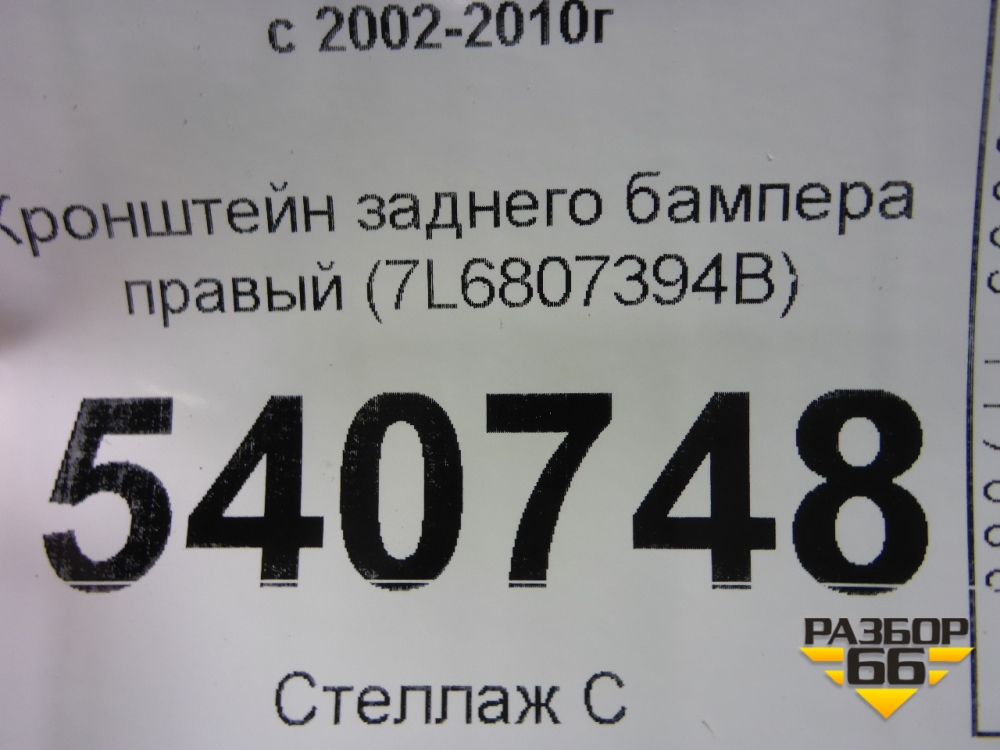 с 2002-2010г
Кронштейн заднего бампера
правый (7L6807394B)
540748
Стеллаж С
РАЗБОР
66